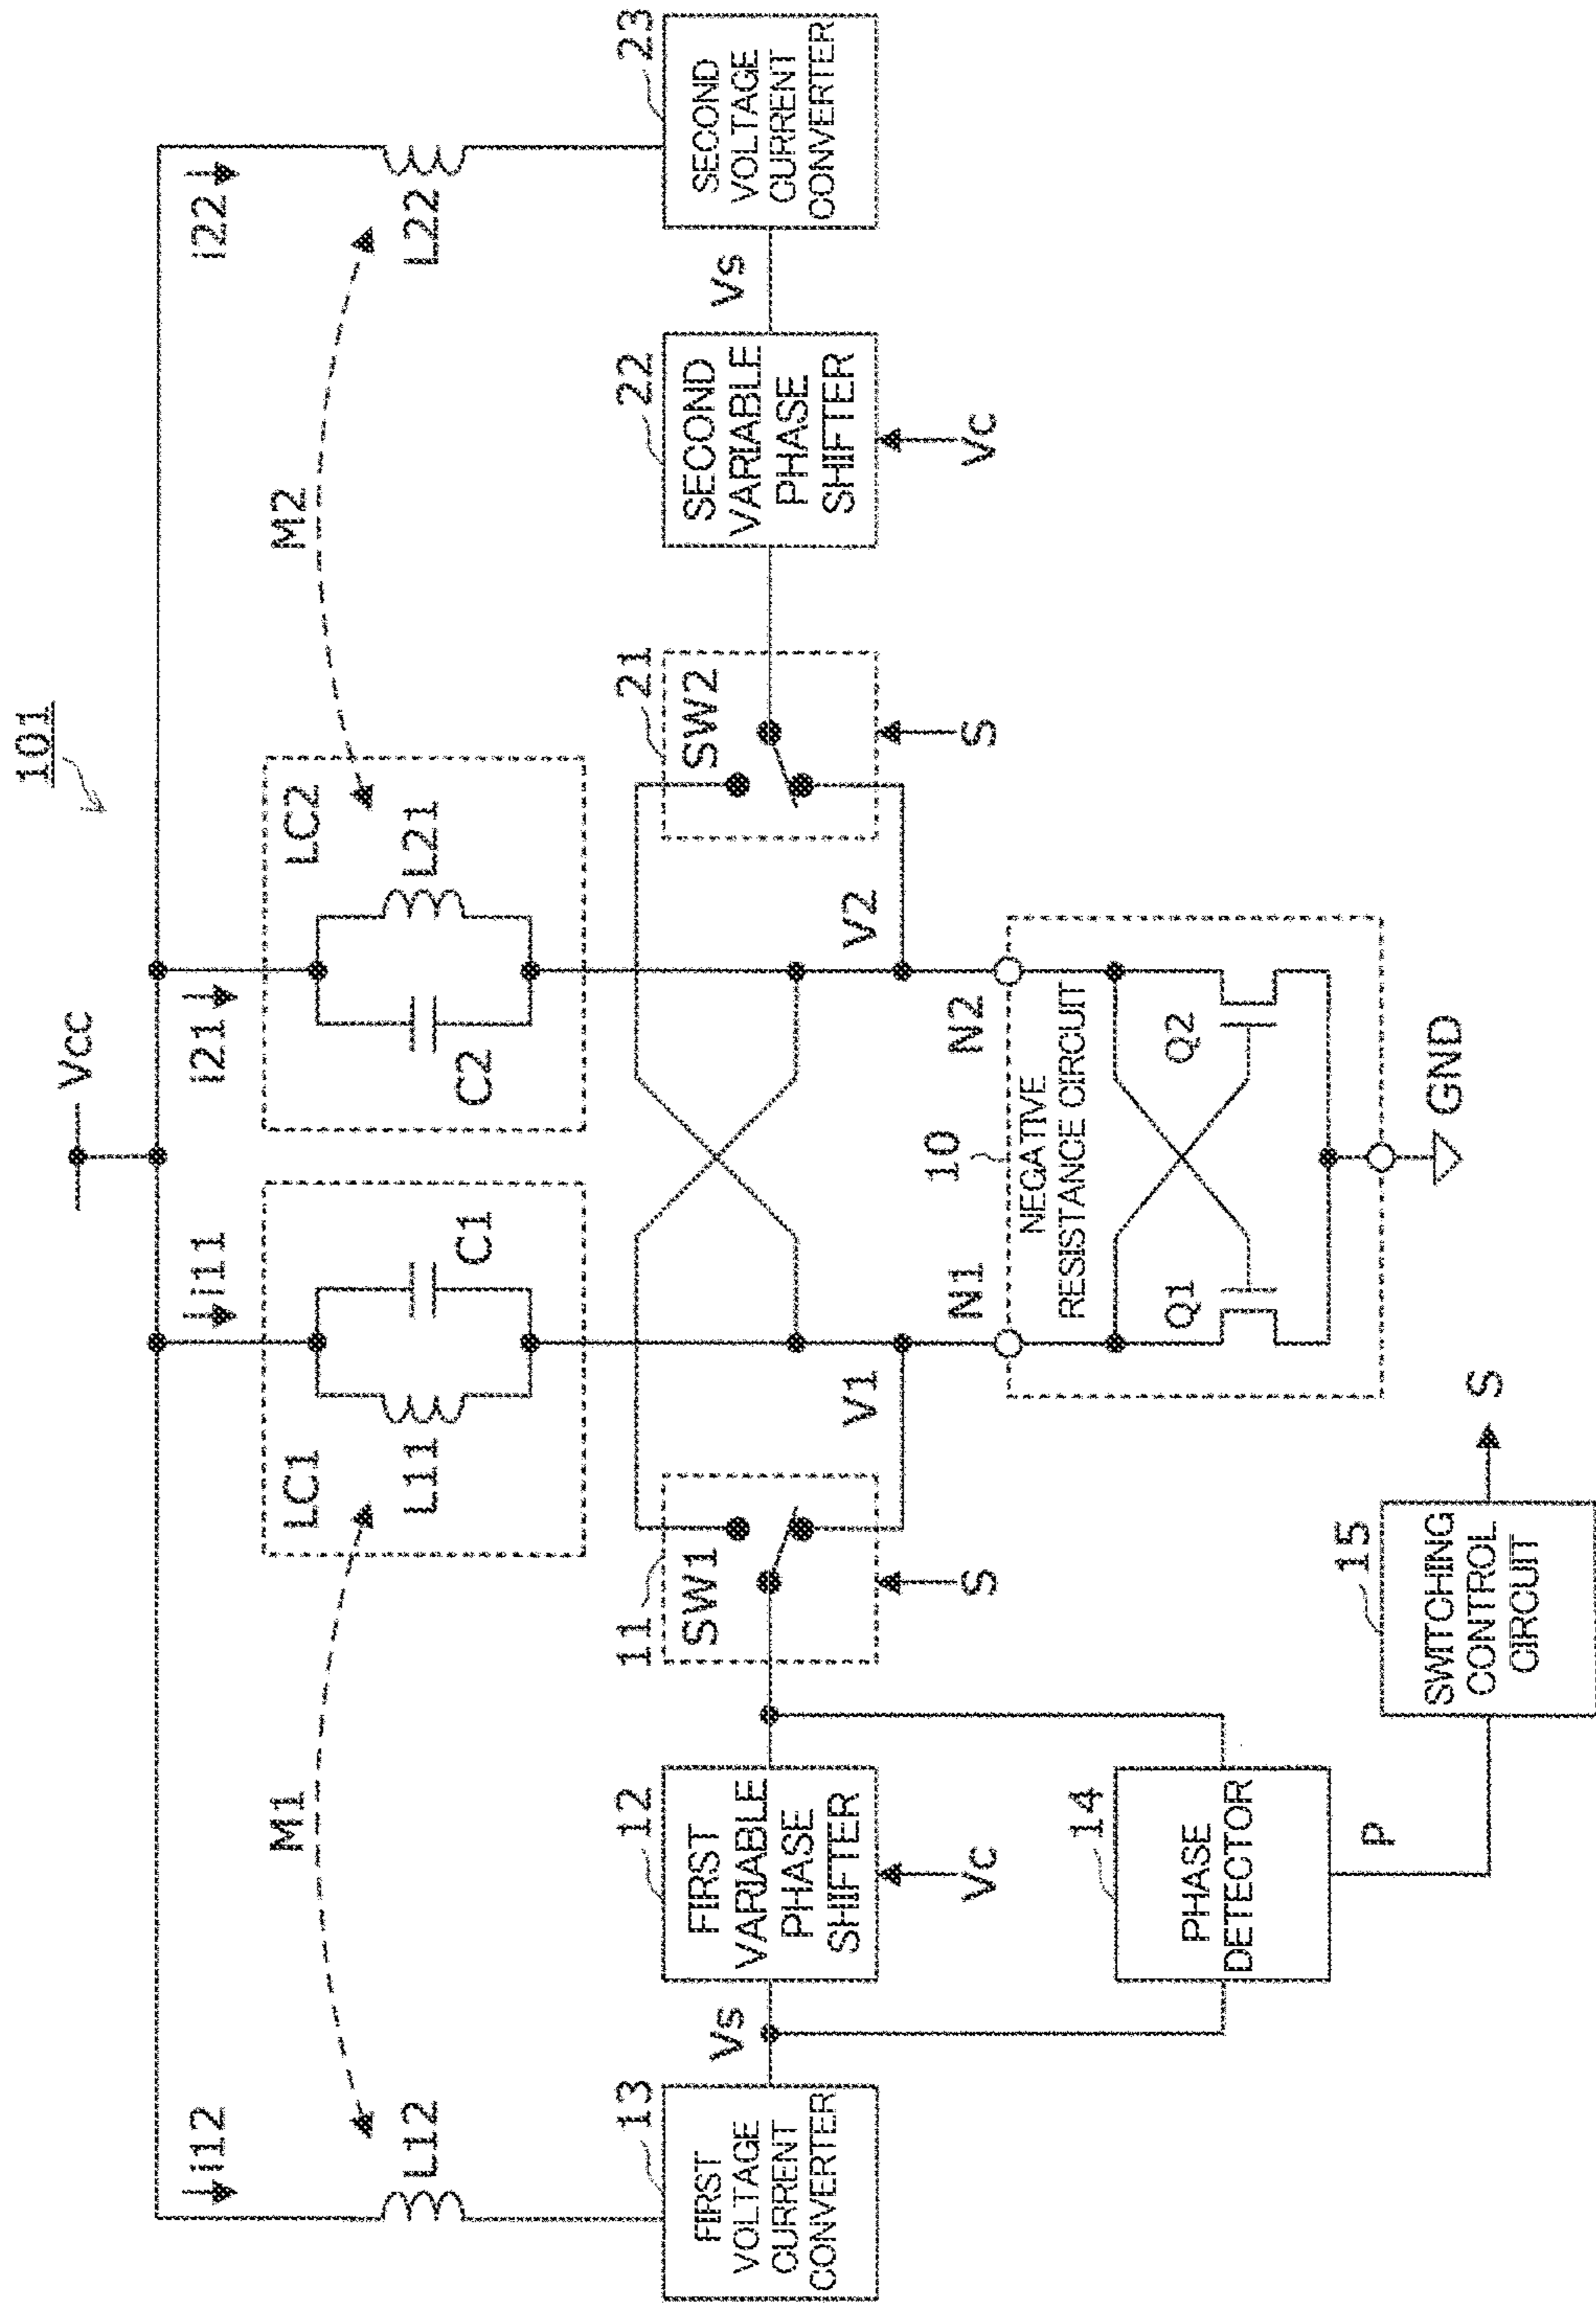 101
Vcc
i12
i11
i21
i22
M1
M2
LC1
LC2
L12
L11
C1
C2
L21
L22
13
12
11
21
22
23
FIRST
VOLTAGE
CURRENT
CONVERTER
Vs
FIRST
VARIABLE
PHASE
SHIFTER
SW1
SW2
SECOND
VARIABLE
PHASE
SHIFTER
Vs
SECOND
VOLTAGE
CURRENT
CONVERTER
V1
V2
Vc
S
S
Vc
N1
10
N2
NEGATIVE
RESISTANCE CIRCUIT
14
PHASE
DETECTOR
Q1
Q2
P
15
SWITCHING
CONTROL
CIRCUIT
S
GND